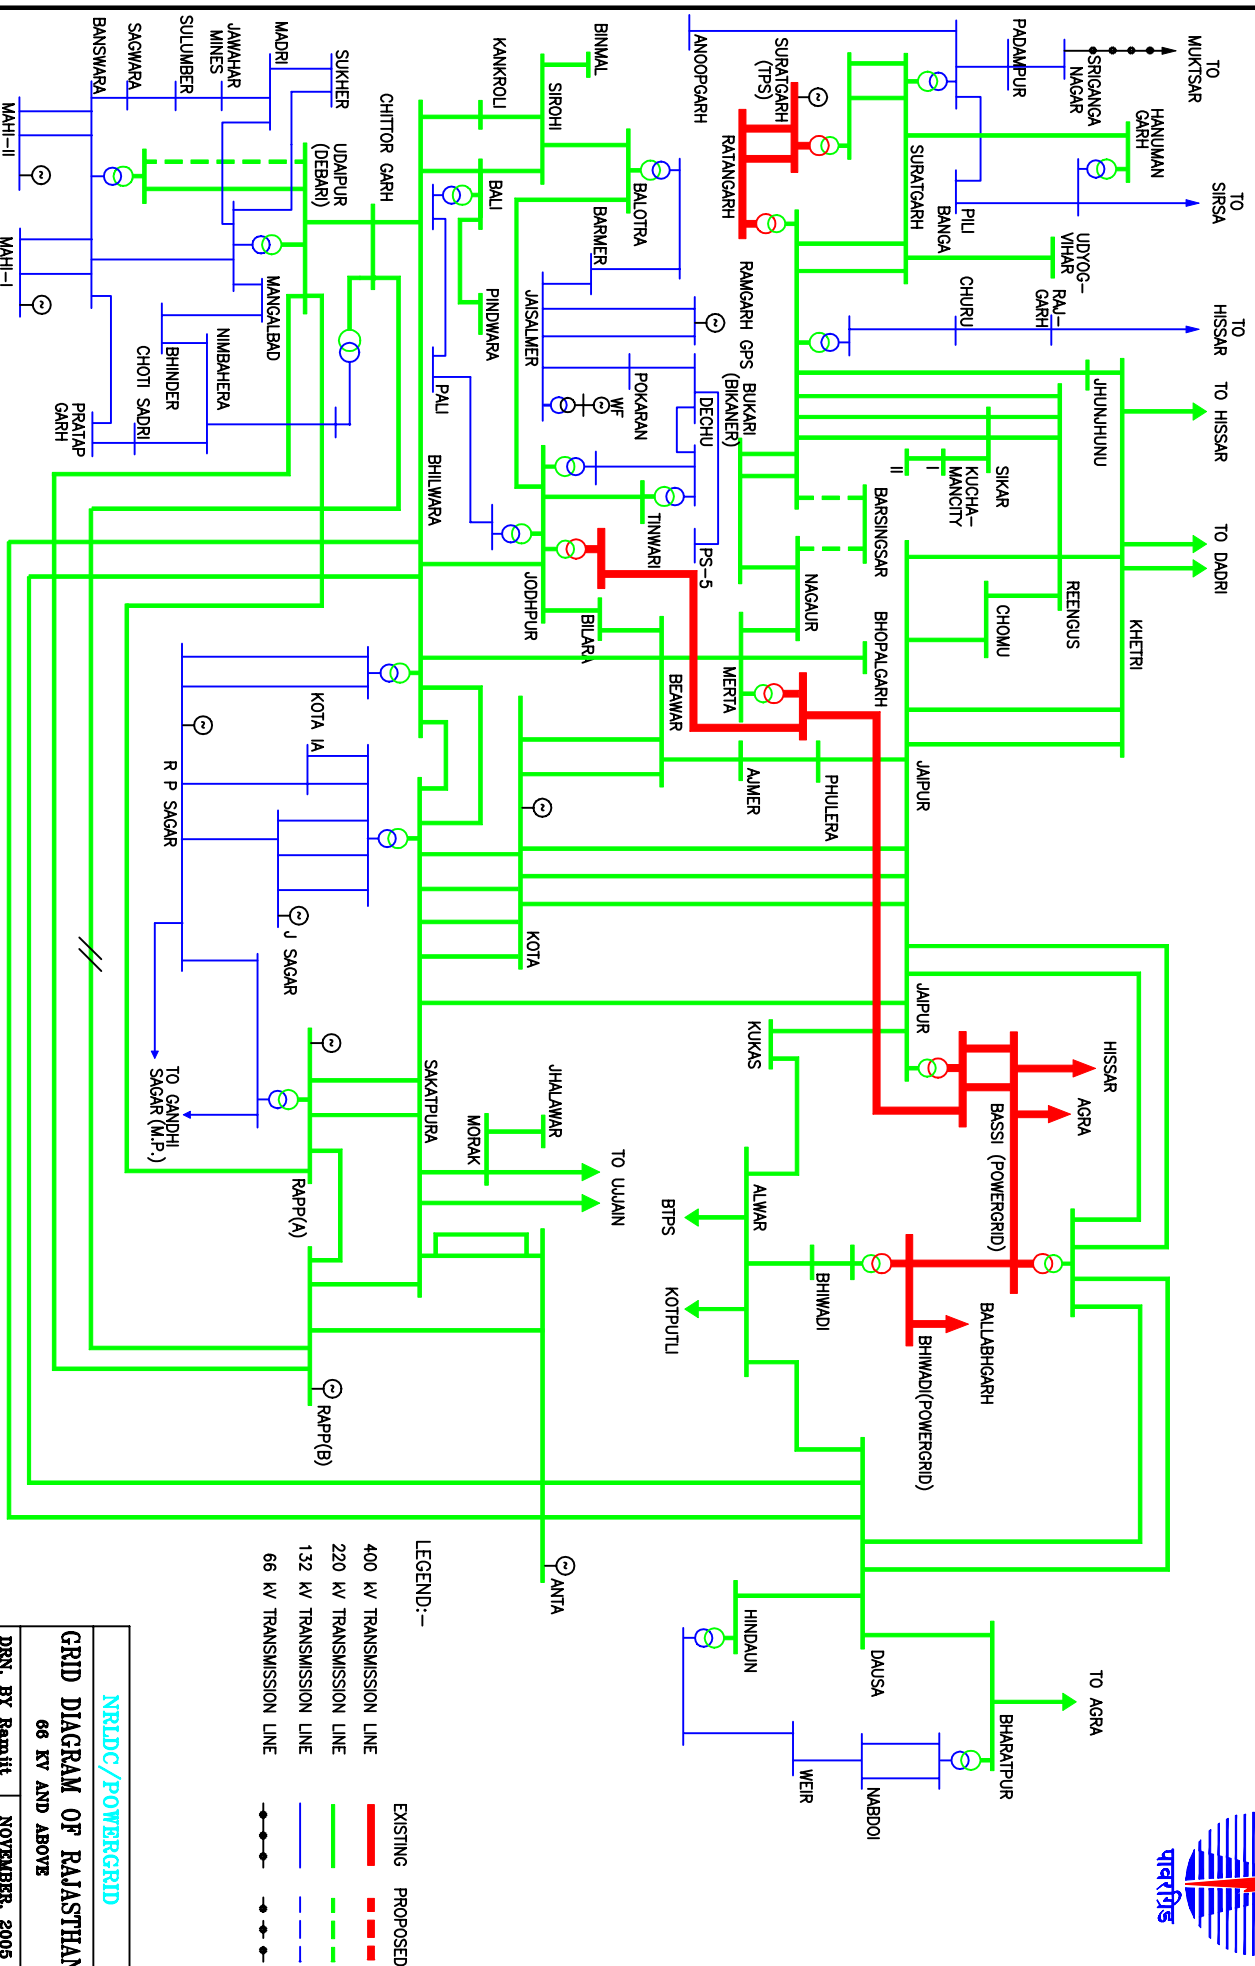 TO
MUKTSAR
SRIGANGA
NAGAR
PADAMPUR
ANOOPGARH
SURATGARH
(TPS)
RATANGARH
HANUMAN
GARH
TO
SIRSA
SURATGARH
PILI
BANGA
UDYOG-
VIHAR
TO
HISSAR
RAJ-
GARH
CHURU
RAMGARH GPS
TO HISSAR
JHUNJHUNU
BUKARI
(BIKANER)
SIKAR
KUCHA-
MANCITY
I
II
BARSINGSAR
NAGAUR
TO DADRI
KHETRI
REENGUS
CHOMU
BHOPALGARH
MERTA
BINMAL
SIROHI
KANKROLI
BALOTRA
BALI
BARMER
JAISALMER
PINDWARA
POKARAN
WF
DECHU
PS-5
TINWARI
JODHPUR
BILARA
BEAWAR
AJMER
PHULERA
JAIPUR
MADRI
SUKHER
JAWAHAR
MINES
SULUMBER
SAGWARA
BANSWARA
MAHI-II
MAHI-I
CHITTOR GARH
UDAIPUR
(DEBARI)
MANGALBAD
NIMBAHERA
BHINDER
CHOTI SADRI
PRATAP
GARH
PALI
BHILWARA
KOTA IA
R P SAGAR
J SAGAR
KOTA
TO GANDHI
SAGAR (M.P.)
SAKATPURA
RAPP(A)
RAPP(B)
JHALAWAR
MORAK
TO UJJAIN
ANTA
JAIPUR
KUKAS
HISSAR
AGRA
BASSI (POWERGRID)
ALWAR
BTPS
KOTPUTLI
BHIWADI
BALLABHGARH
BHIWADI(POWERGRID)
HINDAUN
DAUSA
TO AGRA
BHARATPUR
NABDOI
WEIR
LEGEND:-
EXISTING PROPOSED
400 kV TRANSMISSION LINE
220 kV TRANSMISSION LINE
132 kV TRANSMISSION LINE
66 kV TRANSMISSION LINE
NRLDC/POWERGRID
GRID DIAGRAM OF RAJASTHAN
66 KV AND ABOVE
DRN. BY Ramjit NOVEMBER, 2005
पावरग्रिड